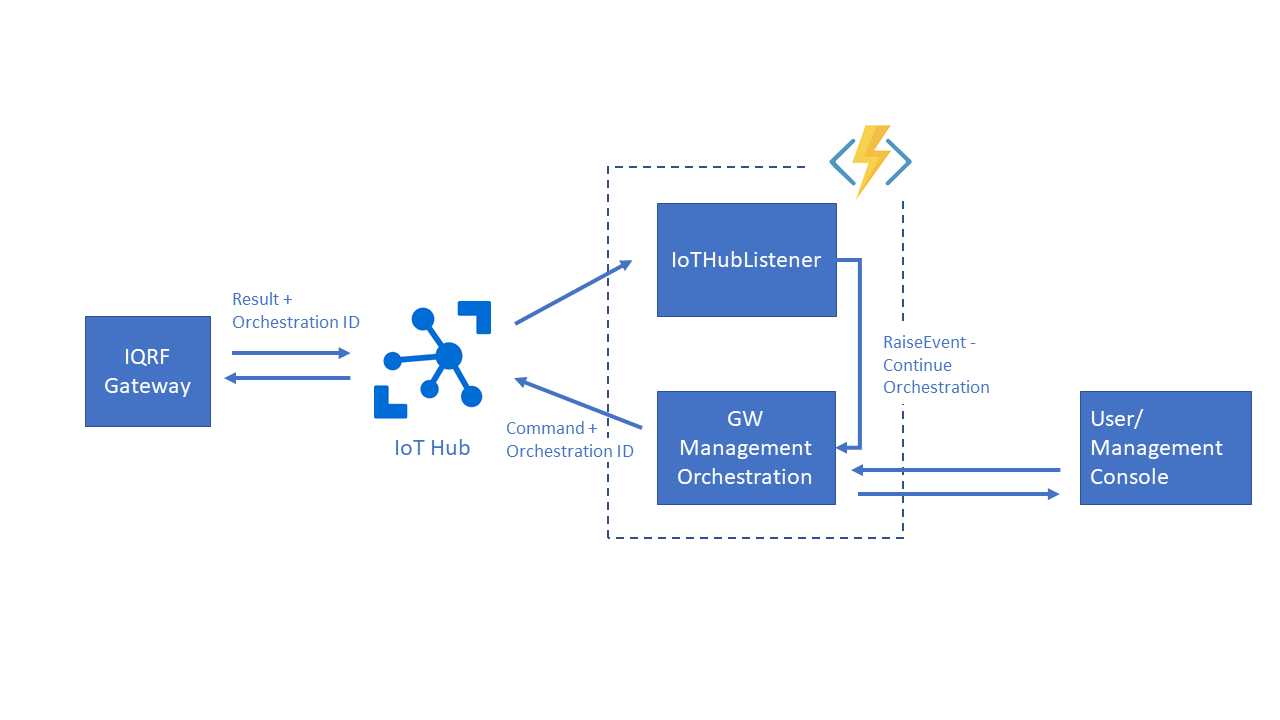 IoTHubListener
Result +
Orchestration ID
IQRF
Gateway
RaiseEvent -
Continue
Orchestration
IoT Hub
Command +
Orchestration ID
GW
Management
Orchestration
User/
Management
Console